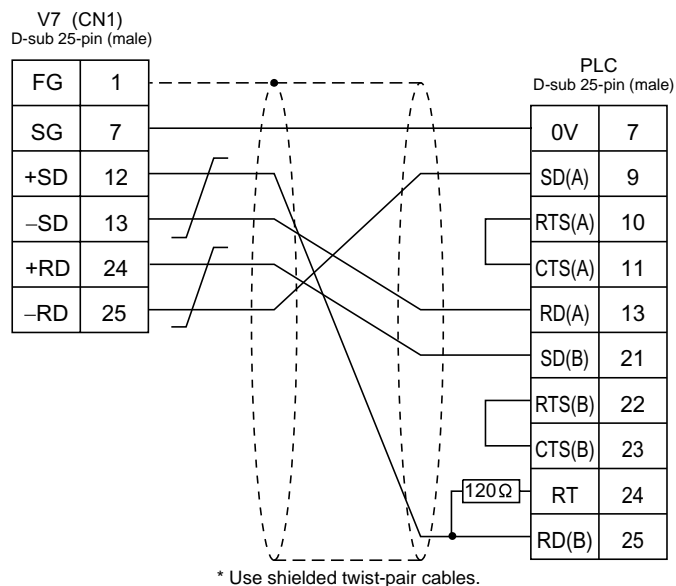 V7 (CN1)
D-sub 25-pin (male)
FG 1
SG 7
+SD 12
−SD 13
+RD 24
−RD 25
PLC
D-sub 25-pin (male)
0V 7
SD(A) 9
RTS(A) 10
CTS(A) 11
RD(A) 13
SD(B) 21
RTS(B) 22
CTS(B) 23
120Ω RT 24
RD(B) 25
* Use shielded twist-pair cables.